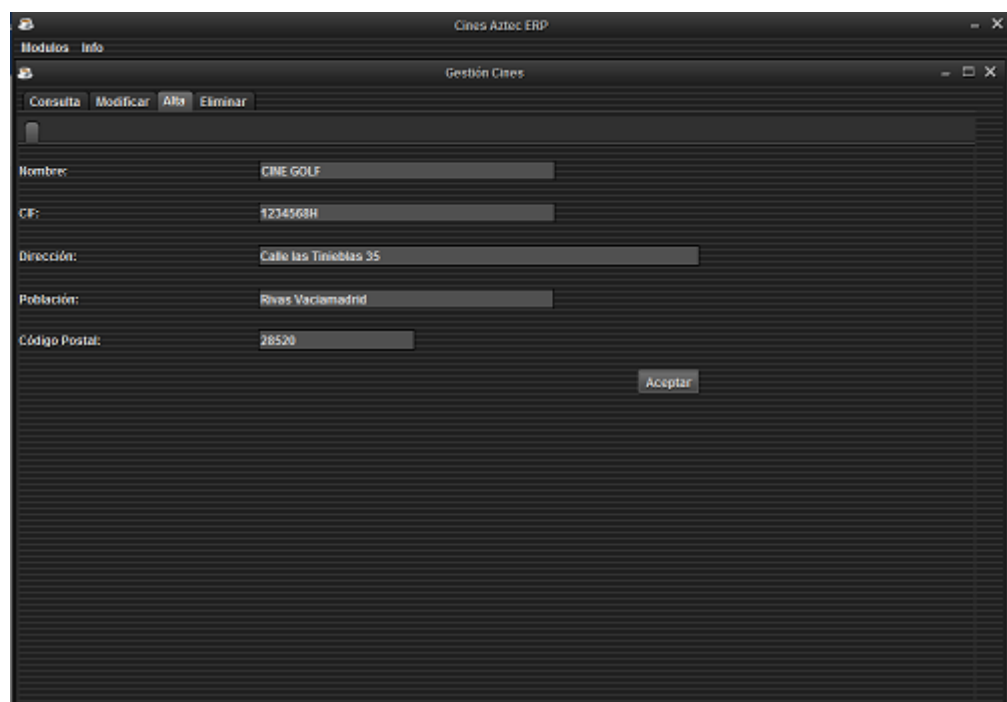 Cines Aztec ERP
Modulos Info
Gestión Cines
Consulta Modificar Alta Eliminar
Nombre: CINE GOLF
CIF: 1234568H
Dirección: Calle las Tinieblas 35
Población: Rivas Vaciamadrid
Código Postal: 28520
Aceptar